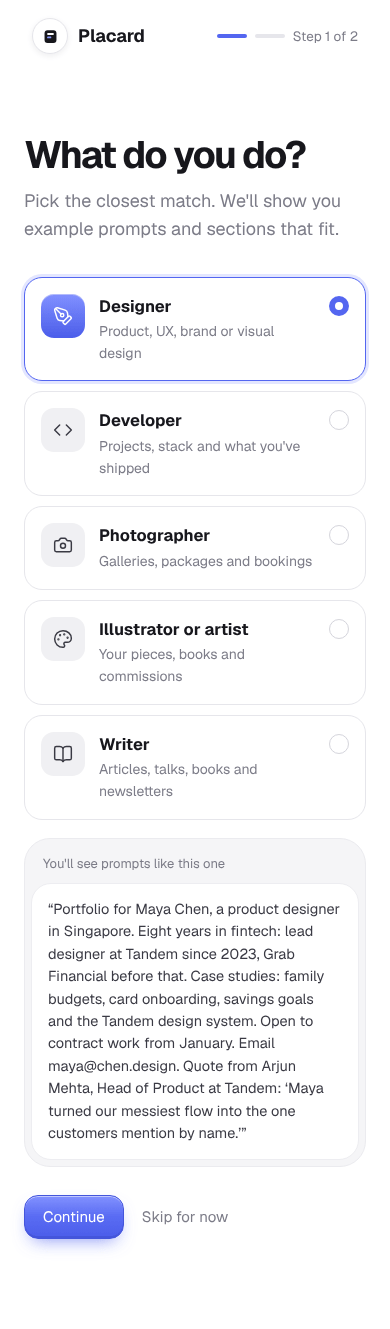 Placard
Step 1 of 2
What do you do?
Pick the closest match. We'll show you
example prompts and sections that fit.
Designer
Product, UX, brand or visual
design
Developer
Projects, stack and what you've
shipped
Photographer
Galleries, packages and bookings
Illustrator or artist
Your pieces, books and
commissions
Writer
Articles, talks, books and
newsletters
You'll see prompts like this one
“Portfolio for Maya Chen, a product designer
in Singapore. Eight years in fintech: lead
designer at Tandem since 2023, Grab
Financial before that. Case studies: family
budgets, card onboarding, savings goals
and the Tandem design system. Open to
contract work from January. Email
maya@chen.design. Quote from Arjun
Mehta, Head of Product at Tandem: ‘Maya
turned our messiest flow into the one
customers mention by name.’”
Continue
Skip for now